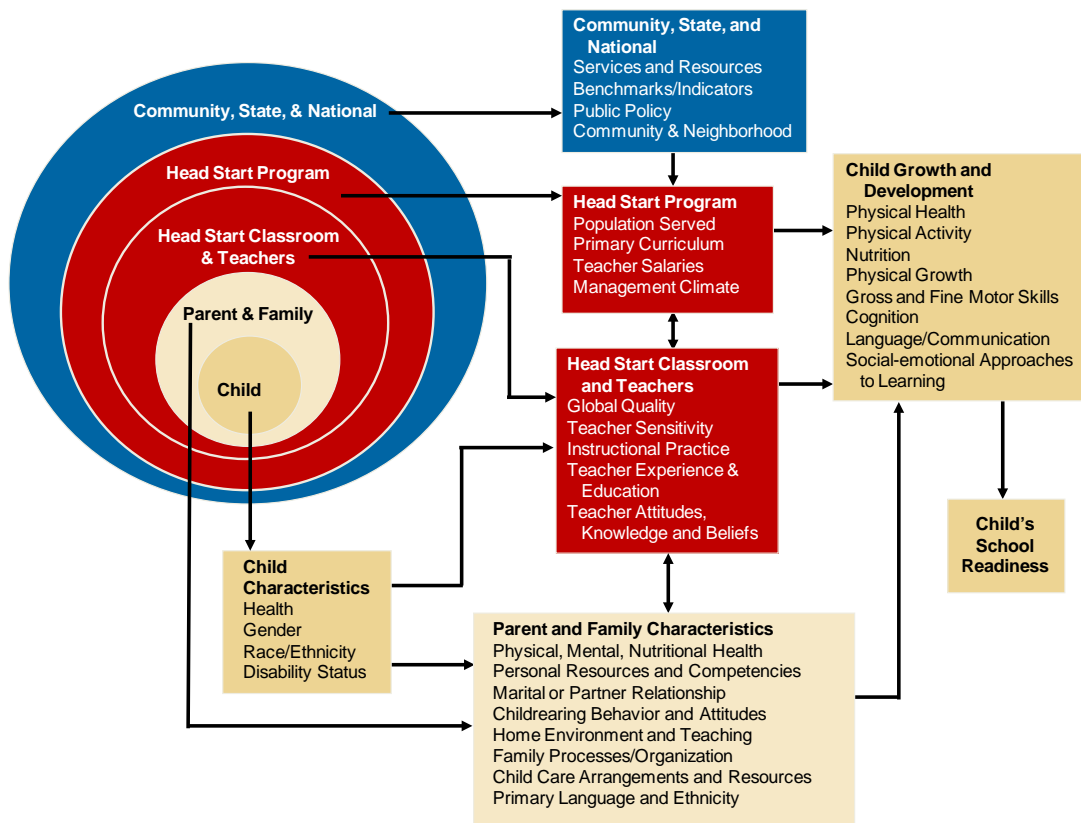 Community, State, & National
Head Start Program
Head Start Classroom
& Teachers
Parent & Family
Child
Community, State, and
National
Services and Resources
Benchmarks/Indicators
Public Policy
Community & Neighborhood
Head Start Program
Population Served
Primary Curriculum
Teacher Salaries
Management Climate
Head Start Classroom
and Teachers
Global Quality
Teacher Sensitivity
Instructional Practice
Teacher Experience &
Education
Teacher Attitudes,
Knowledge and Beliefs
Child Growth and
Development
Physical Health
Physical Activity
Nutrition
Physical Growth
Gross and Fine Motor Skills
Cognition
Language/Communication
Social-emotional Approaches
to Learning
Child's
School
Readiness
Child
Characteristics
Health
Gender
Race/Ethnicity
Disability Status
Parent and Family Characteristics
Physical, Mental, Nutritional Health
Personal Resources and Competencies
Marital or Partner Relationship
Childrearing Behavior and Attitudes
Home Environment and Teaching
Family Processes/Organization
Child Care Arrangements and Resources
Primary Language and Ethnicity